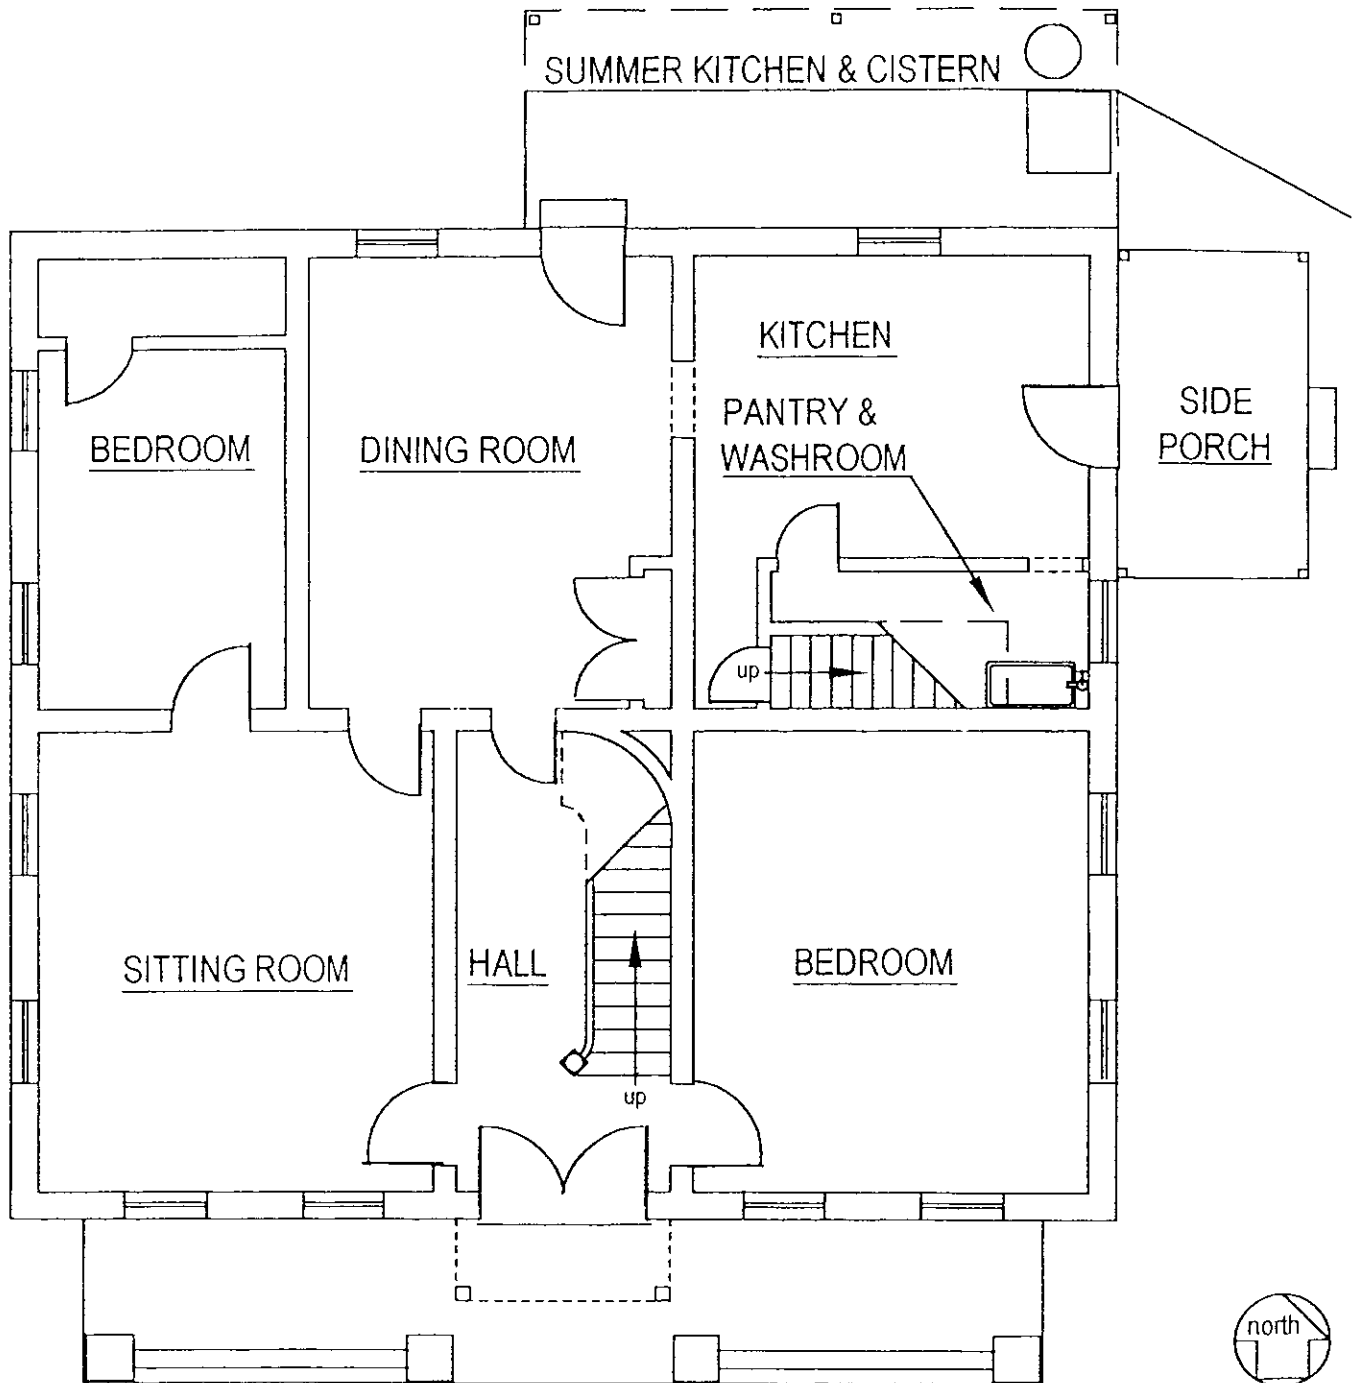 SUMMER KITCHEN & CISTERN
KITCHEN
PANTRY &
WASHROOM
SIDE
PORCH
BEDROOM
DINING ROOM
up
SITTING ROOM
HALL
BEDROOM
up
north